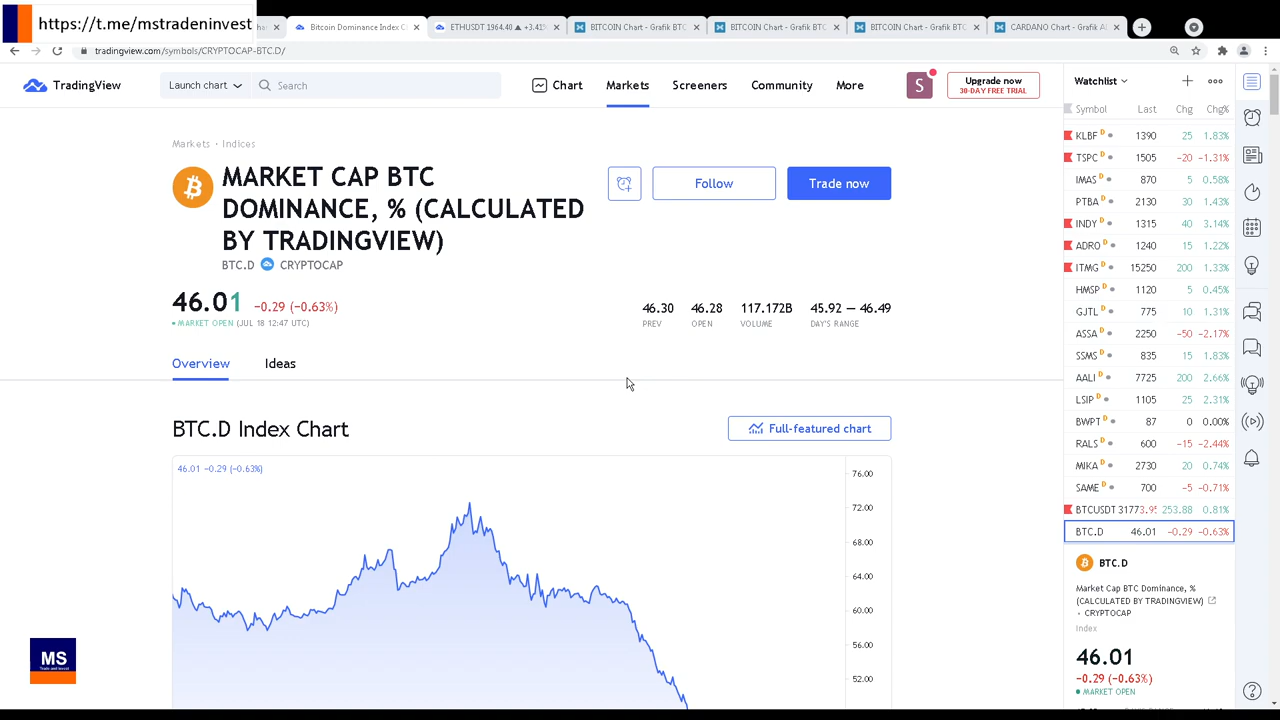 https://t.me/mstradeninvest
Bitcoin Dominance Index C
ETHUSDT 1964.40 ▲ +3.41%
BITCOIN Chart - Grafik BT
BITCOIN Chart - Grafik BT
BITCOIN Chart - Grafik BT
CARDANO Chart - Grafik A
tradingview.com/symbols/CRYPTOCAP-BTC.D/
TradingView
Launch chart
Search
Chart
Markets
Screeners
Community
More
S
Upgrade now
30-DAY FREE TRIAL
Markets · Indices
MARKET CAP BTC
DOMINANCE, % (CALCULATED
BY TRADINGVIEW)
BTC.D CRYPTOCAP
Follow
Trade now
46.01 −0.29 (−0.63%)
MARKET OPEN (JUL 18 12:47 UTC)
46.30 46.28 117.172B 45.92 — 46.49
PREV OPEN VOLUME DAY'S RANGE
Overview
Ideas
BTC.D Index Chart
Full-featured chart
46.01 −0.29 (−0.63%)
76.00
72.00
68.00
64.00
60.00
56.00
52.00
MS
Trade and Invest
Watchlist
Symbol Last Chg Chg%
KLBF D 1390 25 1.83%
TSPC D 1505 −20 −1.31%
IMAS D 870 5 0.58%
PTBA D 2130 30 1.43%
INDY D 1315 40 3.14%
ADRO D 1240 15 1.22%
ITMG D 15250 200 1.33%
HMSP D 1120 5 0.45%
GJTL D 775 10 1.31%
ASSA D 2250 −50 −2.17%
SSMS D 835 15 1.83%
AALI D 7725 200 2.66%
LSIP D 1105 25 2.31%
BWPT D 87 0 0.00%
RALS D 600 −15 −2.44%
MIKA D 2730 20 0.74%
SAME D 700 −5 −0.71%
BTCUSDT 31773.95 253.88 0.81%
BTC.D 46.01 −0.29 −0.63%
BTC.D
Market Cap BTC Dominance, %
(CALCULATED BY TRADINGVIEW)
• CRYPTOCAP
Index
46.01
−0.29 (−0.63%)
MARKET OPEN